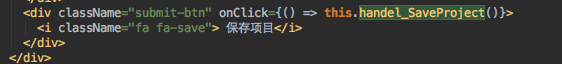 <div className="submit-btn" onClick={() => this.handel_SaveProject()}>
<i className="fa fa-save"> 保存项目</i>
</div>
</div>